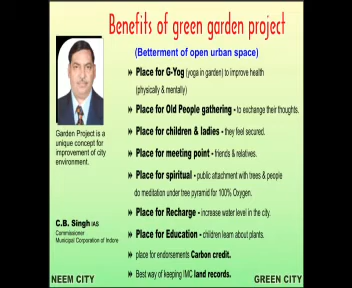 Benefits of green garden project
(Betterment of open urban space)
Place for G-Yog (yoga in garden) to improve health
(physically & mentally)
Place for Old People gathering - to exchange their thoughts.
Place for children & ladies - they feel secured.
Place for meeting point - friends & relatives.
Place for spiritual - public attachment with trees & people
do meditation under tree pyramid for 100% Oxygen.
Place for Recharge - increase water level in the city.
Place for Education - children learn about plants.
place for endorsements Carbon credit.
Best way of keeping IMC land records.
Garden Project is a
unique concept for
improvement of city
environment.
C.B. Singh IAS
Commissioner
Municipal Corporation of Indore
NEEM CITY
GREEN CITY